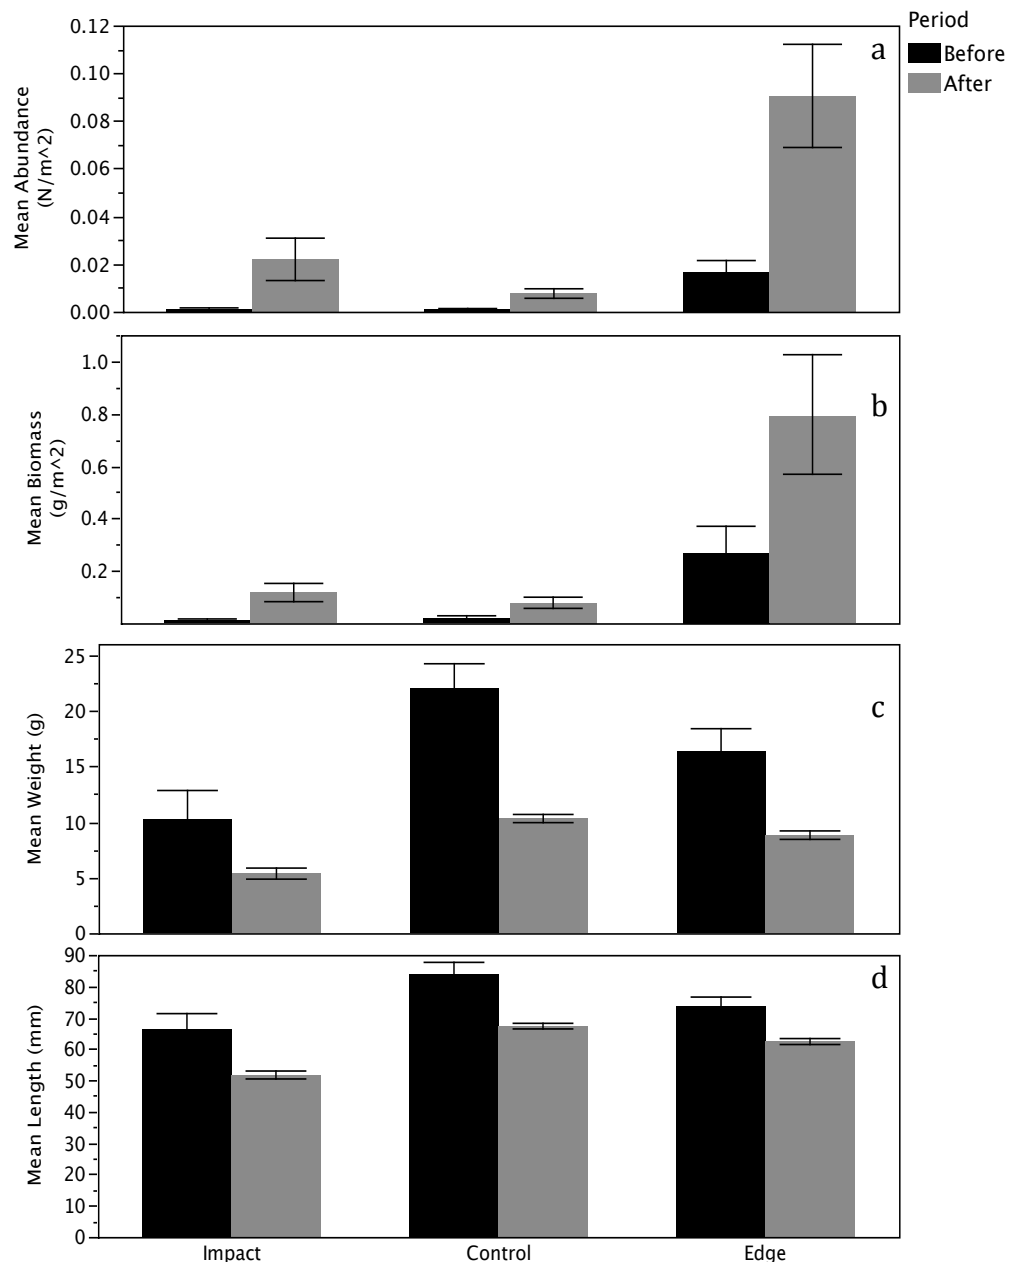 Period
Before
After
a
Mean Abundance
(N/m^2)
0.12
0.10
0.08
0.06
0.04
0.02
0.00
b
Mean Biomass
(g/m^2)
1.0
0.8
0.6
0.4
0.2
c
Mean Weight (g)
25
20
15
10
5
0
d
Mean Length (mm)
90
80
70
60
50
40
30
20
10
0
Impact Control Edge